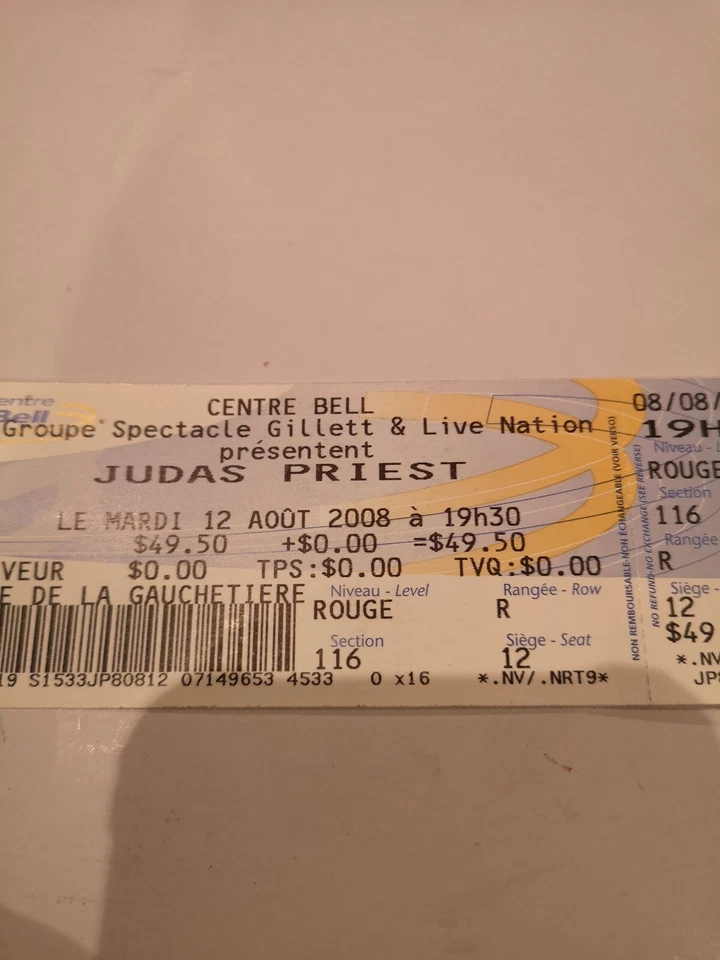 entre
Bell
CENTRE BELL
Groupe Spectacle Gillett & Live Nation
présentent
JUDAS PRIEST
LE MARDI 12 AOÛT 2008 à 19h30
$49.50 +$0.00 =$49.50
VEUR $0.00 TPS:$0.00 TVQ:$0.00
E DE LA GAUCHETIERE
Niveau - Level
ROUGE
Rangée - Row
R
Section
116
Siège - Seat
12
19 S1533JP80812 07149653 4533 0 x16 *.NV/.NRT9*
NON REMBOURSABLE-NON ÉCHANGEABLE (VOIR VERSO)
NO REFUND-NO EXCHANGE (SEE REVERSE)
08/08/
19H
Niveau - L
ROUGE
Section
116
Rangée
R
Siège -
12
$49
*.NV
JP8